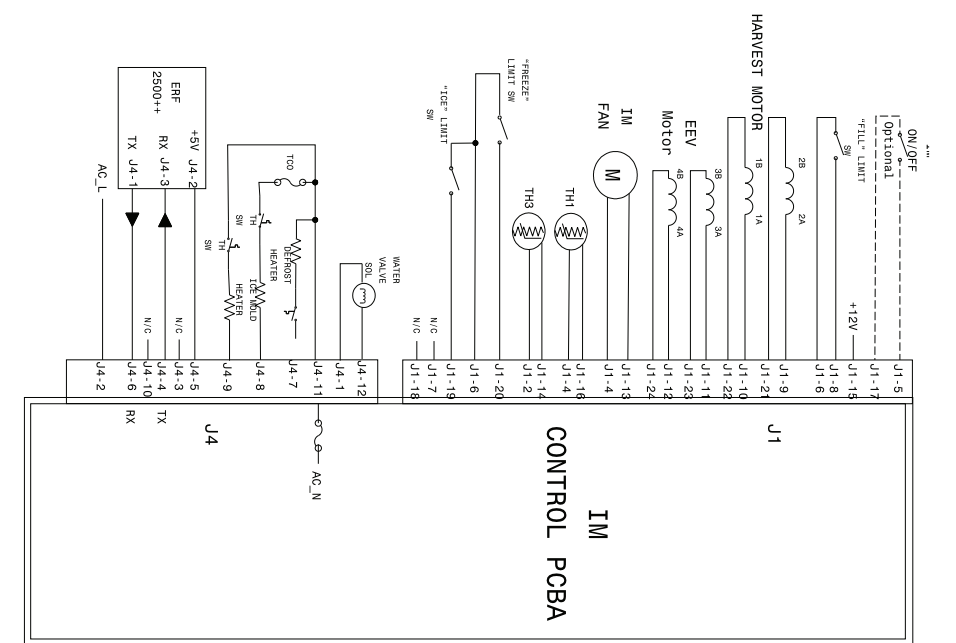 HARVEST MOTOR
ON/OFF
Optional
"FILL" LIMIT
SW
2B
2A
1B
1A
+12V
EEV
Motor
3B
3A
4B
4A
IM
FAN
M
TH1
TH3
"FREEZE"
LIMIT SW
"ICE" LIMIT
SW
N/C
N/C
WATER
VALVE
SOL
DEFROST
HEATER
ICE MOLD
HEATER
TCO
TH
SW
TH
SW
ERF
2500++
+5V J4-2
RX J4-3
TX J4-1
AC_L
N/C
N/C
J1-5
J1-17
J1-15
J1-8
J1-6
J1-9
J1-21
J1-10
J1-22
J1-11
J1-23
J1-12
J1-24
J1-13
J1-4
J1-16
J1-4
J1-14
J1-2
J1-20
J1-6
J1-19
J1-7
J1-18
J4-12
J4-1
J4-11
J4-7
J4-8
J4-9
J4-5
J4-3
J4-4
J4-10
J4-6
J4-2
TX
RX
J1
J4
AC_N
IM
CONTROL PCBA